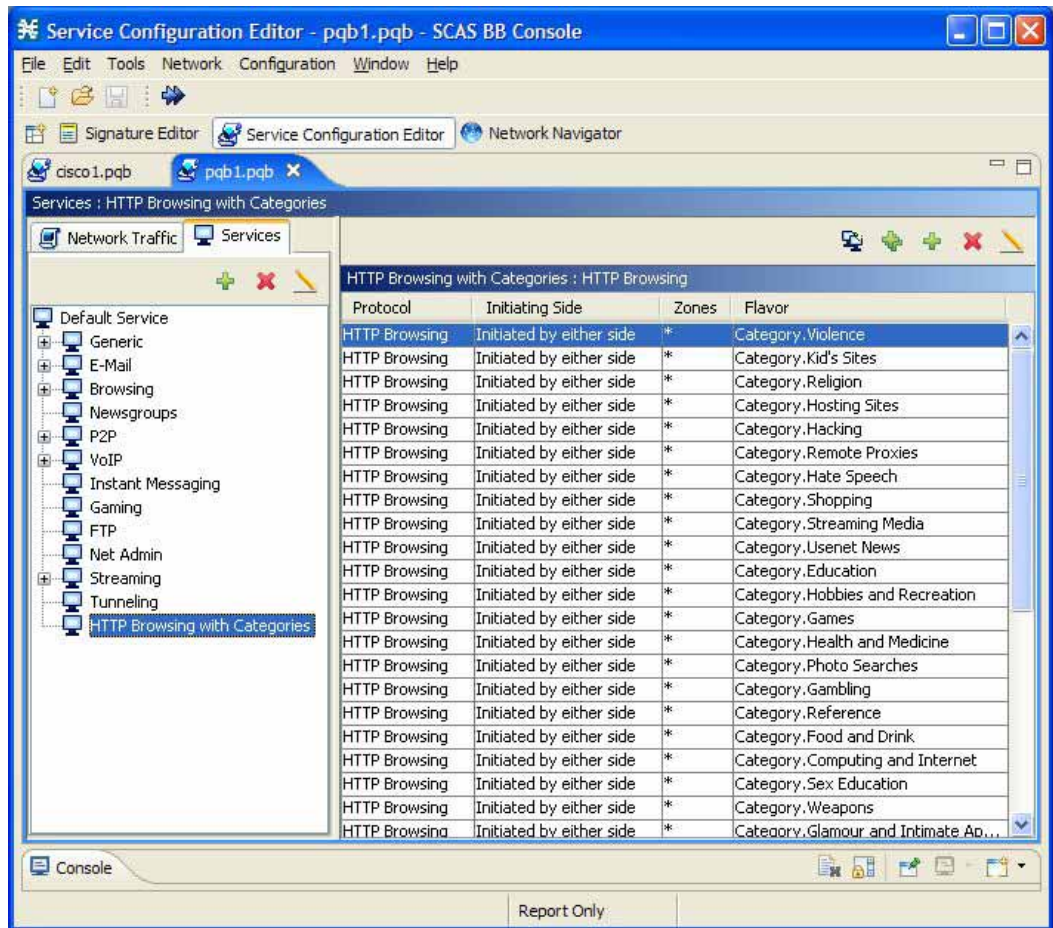 Service Configuration Editor - pqb1.pqb - SCAS BB Console
File Edit Tools Network Configuration Window Help
Signature Editor Service Configuration Editor Network Navigator
cisco1.pqb pqb1.pqb
Services : HTTP Browsing with Categories
Network Traffic Services
Default Service
Generic
E-Mail
Browsing
Newsgroups
P2P
VoIP
Instant Messaging
Gaming
FTP
Net Admin
Streaming
Tunneling
HTTP Browsing with Categories
HTTP Browsing with Categories : HTTP Browsing
Protocol Initiating Side Zones Flavor
HTTP Browsing Initiated by either side * Category.Violence
HTTP Browsing Initiated by either side * Category.Kid's Sites
HTTP Browsing Initiated by either side * Category.Religion
HTTP Browsing Initiated by either side * Category.Hosting Sites
HTTP Browsing Initiated by either side * Category.Hacking
HTTP Browsing Initiated by either side * Category.Remote Proxies
HTTP Browsing Initiated by either side * Category.Hate Speech
HTTP Browsing Initiated by either side * Category.Shopping
HTTP Browsing Initiated by either side * Category.Streaming Media
HTTP Browsing Initiated by either side * Category.Usenet News
HTTP Browsing Initiated by either side * Category.Education
HTTP Browsing Initiated by either side * Category.Hobbies and Recreation
HTTP Browsing Initiated by either side * Category.Games
HTTP Browsing Initiated by either side * Category.Health and Medicine
HTTP Browsing Initiated by either side * Category.Photo Searches
HTTP Browsing Initiated by either side * Category.Gambling
HTTP Browsing Initiated by either side * Category.Reference
HTTP Browsing Initiated by either side * Category.Food and Drink
HTTP Browsing Initiated by either side * Category.Computing and Internet
HTTP Browsing Initiated by either side * Category.Sex Education
HTTP Browsing Initiated by either side * Category.Weapons
HTTP Browsing Initiated by either side * Category.Glamour and Intimate Ap...
Console
Report Only